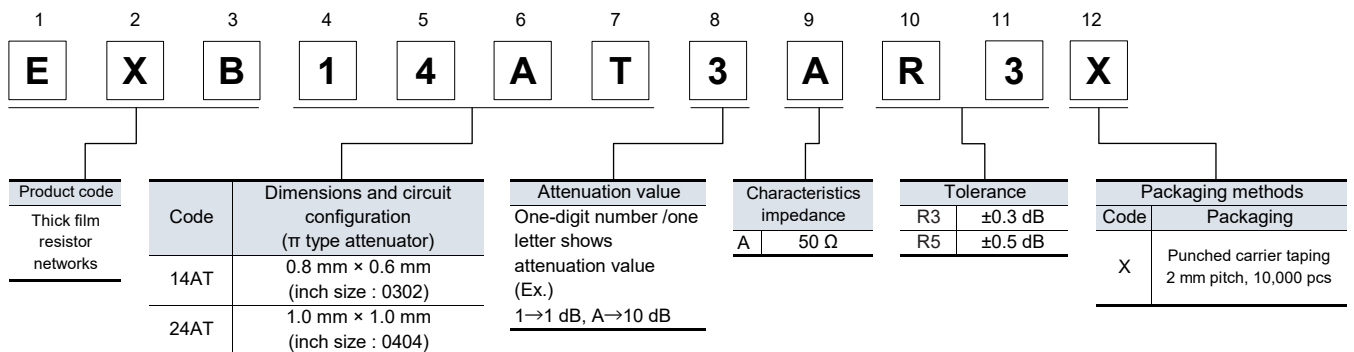 1 2 3 4 5 6 7 8 9 10 11 12
E X B 1 4 A T 3 A R 3 X
Product code
Thick film
resistor
networks
Code
Dimensions and circuit
configuration
(π type attenuator)
14AT
0.8 mm × 0.6 mm
(inch size : 0302)
24AT
1.0 mm × 1.0 mm
(inch size : 0404)
Attenuation value
One-digit number /one
letter shows
attenuation value
(Ex.)
1→1 dB, A→10 dB
Characteristics
impedance
A 50 Ω
Tolerance
R3 ±0.3 dB
R5 ±0.5 dB
Packaging methods
Code Packaging
X
Punched carrier taping
2 mm pitch, 10,000 pcs